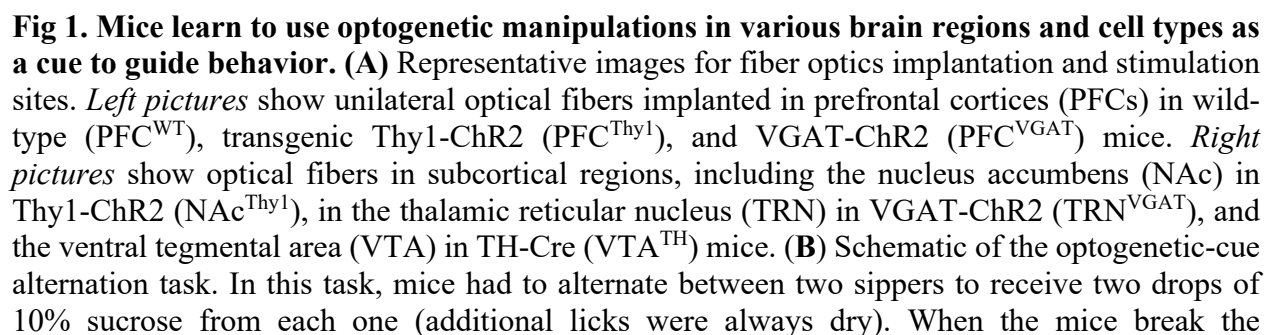 Fig 1. Mice learn to use optogenetic manipulations in various brain regions and cell types as
a cue to guide behavior. (A) Representative images for fiber optics implantation and stimulation
sites. Left pictures show unilateral optical fibers implanted in prefrontal cortices (PFCs) in wild-
type (PFCWT), transgenic Thy1-ChR2 (PFCThy1), and VGAT-ChR2 (PFCVGAT) mice. Right
pictures show optical fibers in subcortical regions, including the nucleus accumbens (NAc) in
Thy1-ChR2 (NAcThy1), in the thalamic reticular nucleus (TRN) in VGAT-ChR2 (TRNVGAT), and
the ventral tegmental area (VTA) in TH-Cre (VTATH) mice. (B) Schematic of the optogenetic-cue
alternation task. In this task, mice had to alternate between two sippers to receive two drops of
10% sucrose from each one (additional licks were always dry). When the mice break the